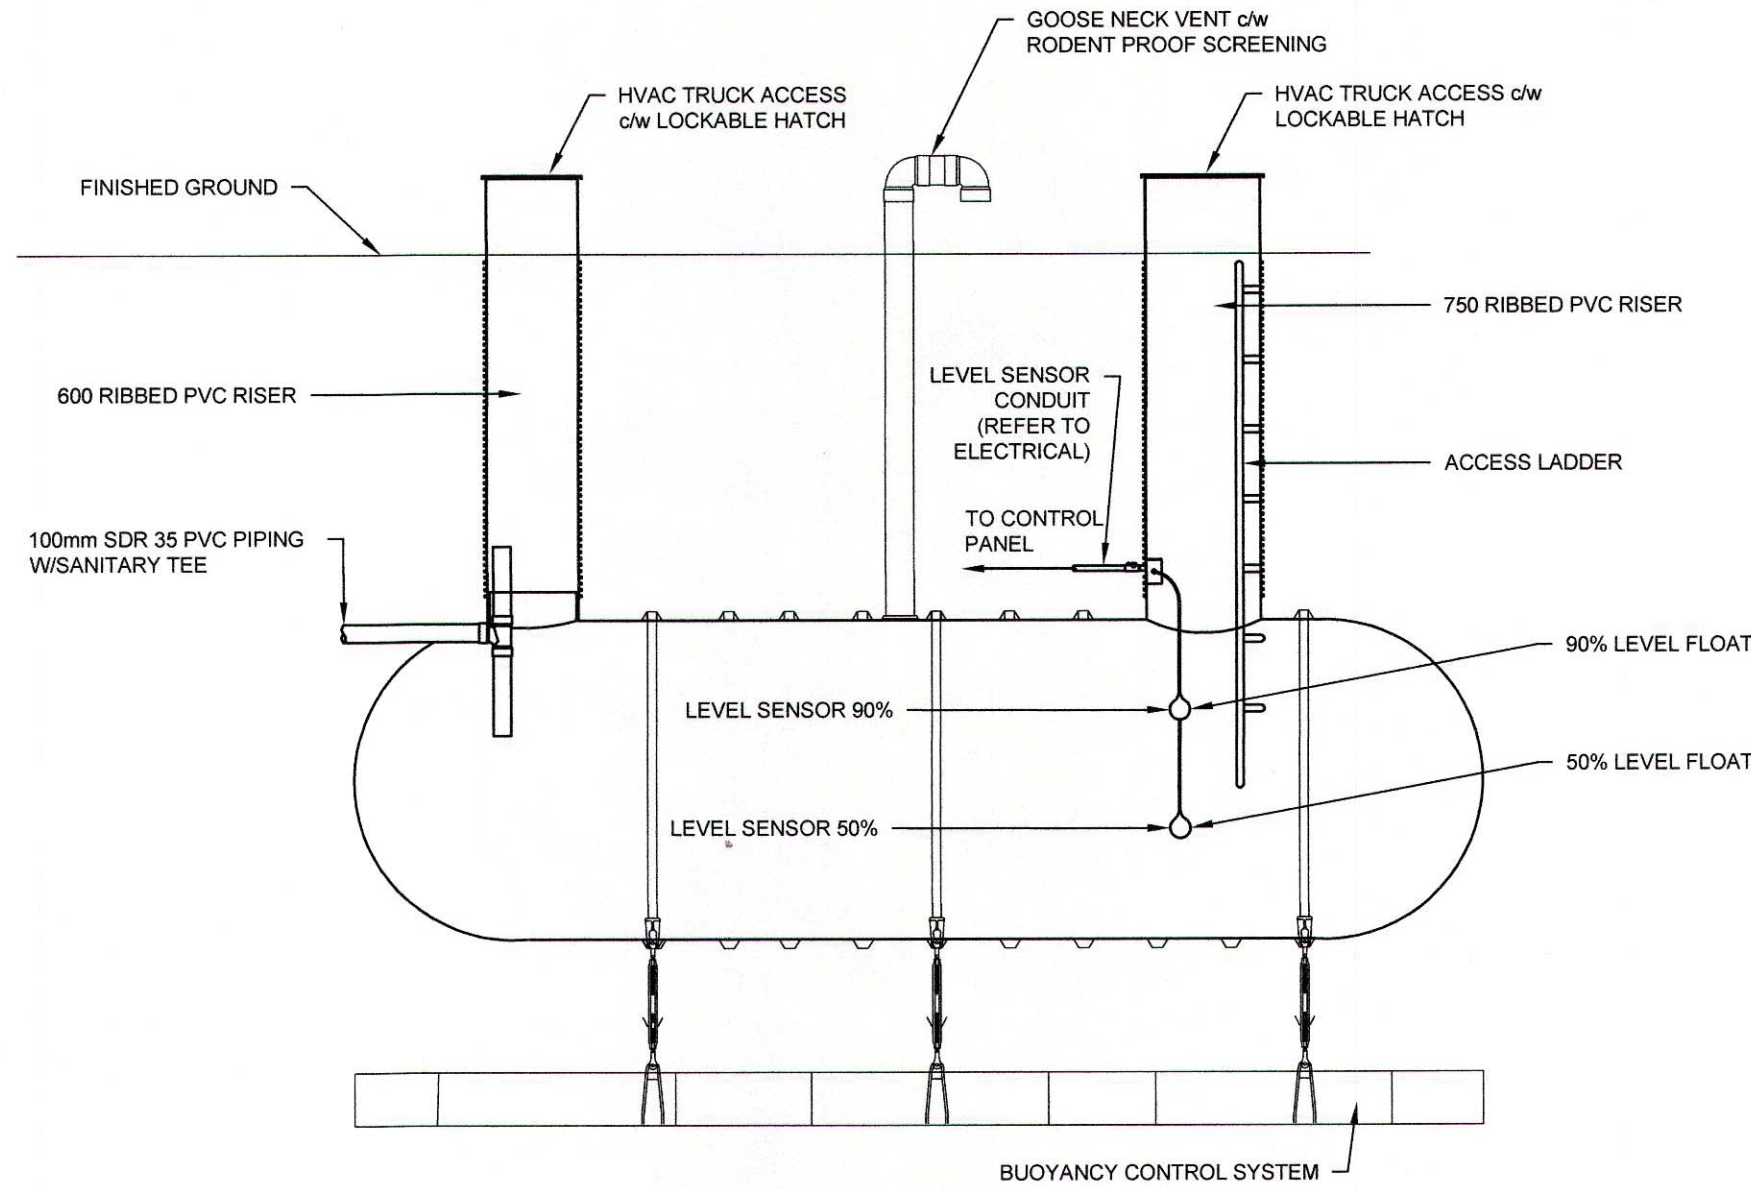 GOOSE NECK VENT c/w
RODENT PROOF SCREENING
HVAC TRUCK ACCESS
c/w LOCKABLE HATCH
HVAC TRUCK ACCESS c/w
LOCKABLE HATCH
FINISHED GROUND
750 RIBBED PVC RISER
600 RIBBED PVC RISER
LEVEL SENSOR
CONDUIT
(REFER TO
ELECTRICAL)
ACCESS LADDER
TO CONTROL
PANEL
100mm SDR 35 PVC PIPING
W/SANITARY TEE
90% LEVEL FLOAT
LEVEL SENSOR 90%
50% LEVEL FLOAT
LEVEL SENSOR 50%
BUOYANCY CONTROL SYSTEM